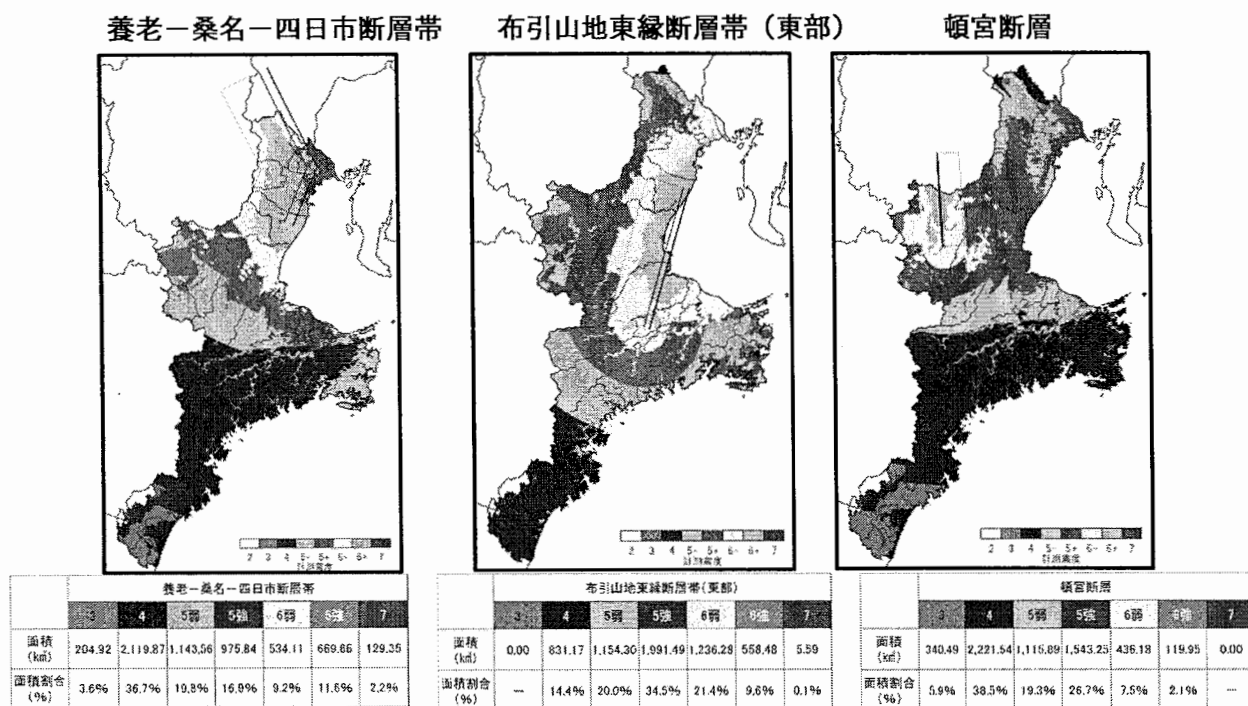 養老ー桑名ー四日市断層帯
布引山地東縁断層帯（東部）
頓宮断層
2 3 4 5- 5+ 6- 6+ 7
計測震度
2 3 4 5- 5+ 6- 6+ 7
計測震度
2 3 4 5- 5+ 6- 6+ 7
計測震度
養老ー桑名ー四日市断層帯
3 4 5弱 5強 6弱 6強 7
面積(k㎡) 204.92 2,119.87 1,143.56 975.84 534.11 669.66 129.35
面積割合(%) 3.6% 36.7% 19.8% 16.9% 9.2% 11.6% 2.2%
布引山地東縁断層帯(東部)
3 4 5弱 5強 6弱 6強 7
面積(k㎡) 0.00 831.17 1,154.30 1,991.49 1,236.28 558.48 5.59
面積割合(%) — 14.4% 20.0% 34.5% 21.4% 9.6% 0.1%
頓宮断層
3 4 5弱 5強 6弱 6強 7
面積(k㎡) 340.49 2,221.54 1,115.89 1,543.25 436.18 119.95 0.00
面積割合(%) 5.9% 38.5% 19.3% 26.7% 7.5% 2.1% —